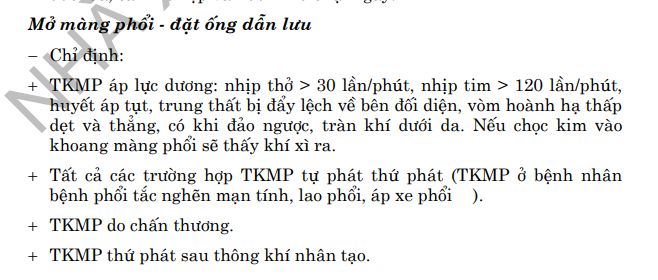 Mở màng phổi - đặt ống dẫn lưu
– Chỉ định:
+ TKMP áp lực dương: nhịp thở > 30 lần/phút, nhịp tim > 120 lần/phút,
huyết áp tụt, trung thất bị đẩy lệch về bên đối diện, vòm hoành hạ thấp
dẹt và thẳng, có khi đảo ngược, tràn khí dưới da. Nếu chọc kim vào
khoang màng phổi sẽ thấy khí xì ra.
+ Tất cả các trường hợp TKMP tự phát thứ phát (TKMP ở bệnh nhân
bệnh phổi tắc nghẽn mạn tính, lao phổi, áp xe phổi ).
+ TKMP do chấn thương.
+ TKMP thứ phát sau thông khí nhân tạo.
NHÀ